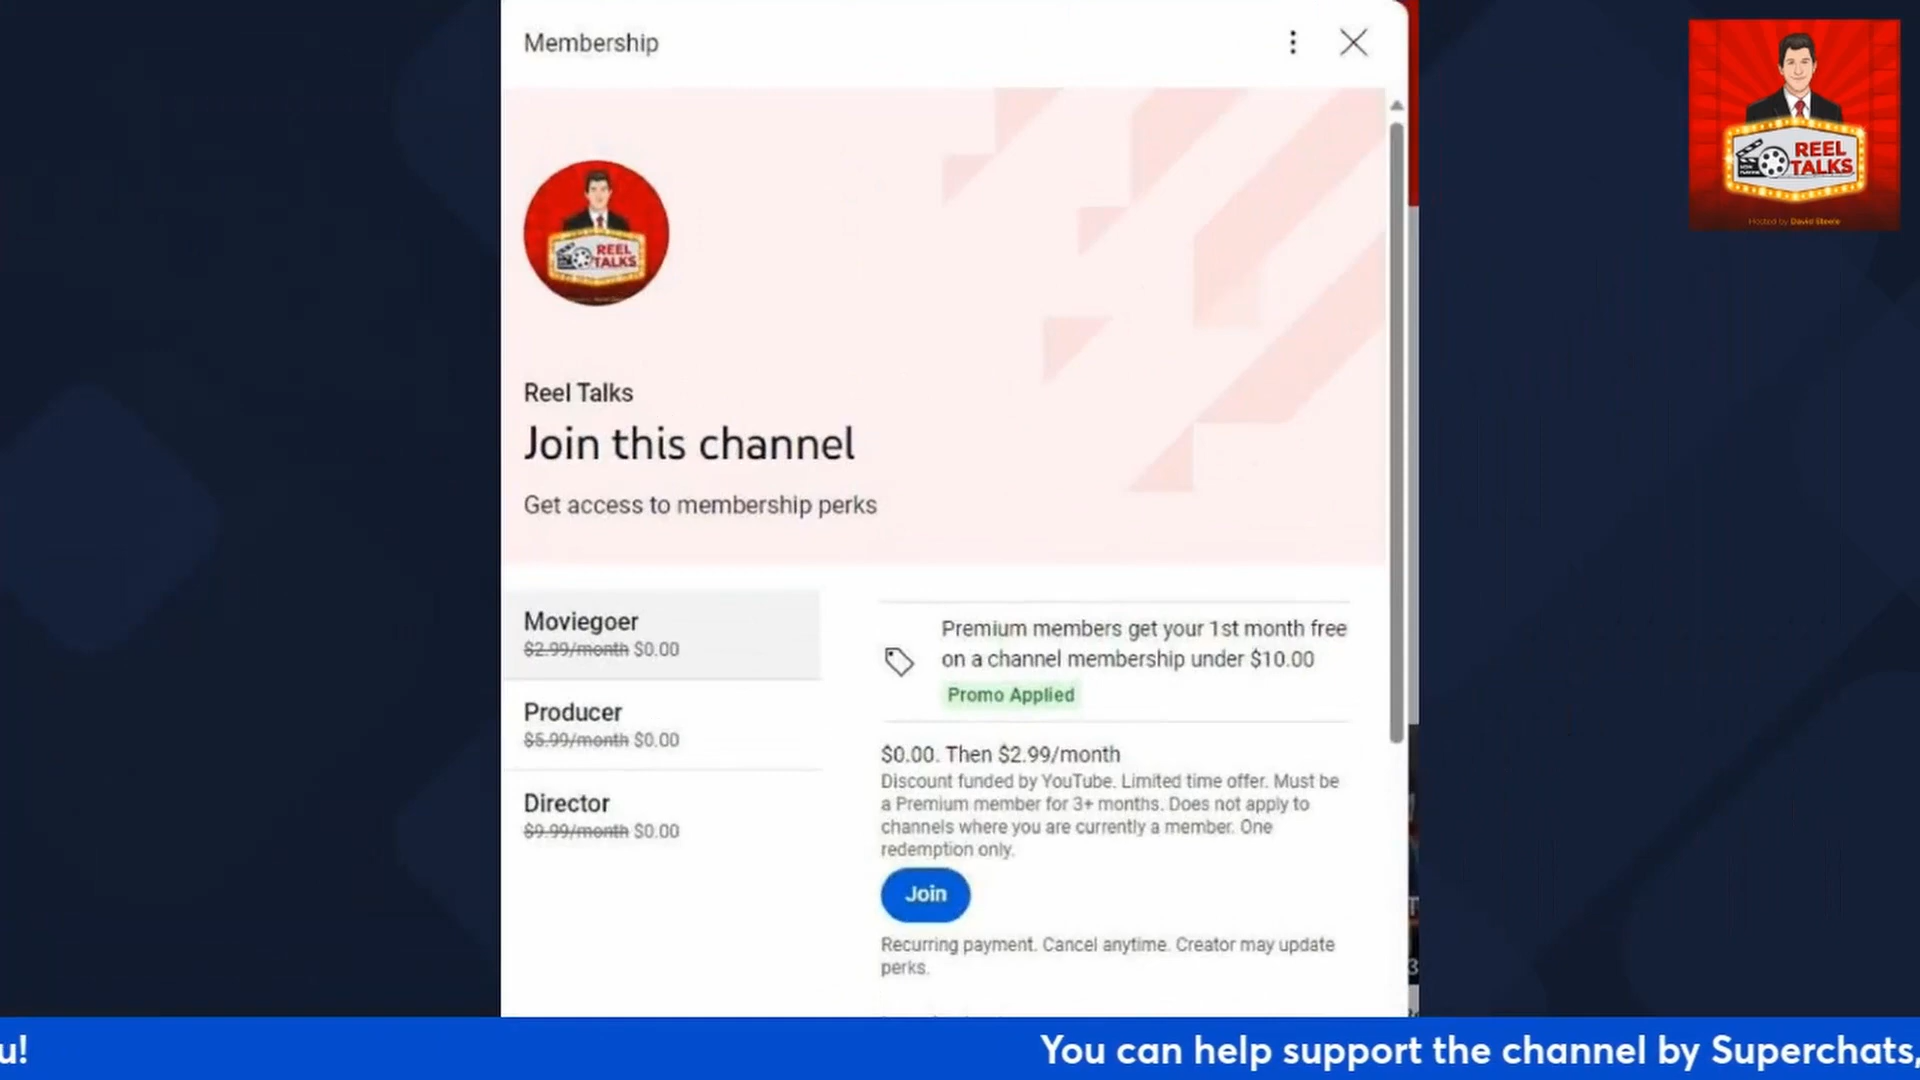 Membership
REEL
TALKS
Hosted by David Steele
REEL
TALKS
Reel Talks
Join this channel
Get access to membership perks
Moviegoer
$2.99/month $0.00
Producer
$5.99/month $0.00
Director
$9.99/month $0.00
Premium members get your 1st month free
on a channel membership under $10.00
Promo Applied
$0.00. Then $2.99/month
Discount funded by YouTube. Limited time offer. Must be
a Premium member for 3+ months. Does not apply to
channels where you are currently a member. One
redemption only.
Join
Recurring payment. Cancel anytime. Creator may update
perks.
u!
You can help support the channel by Superchats,